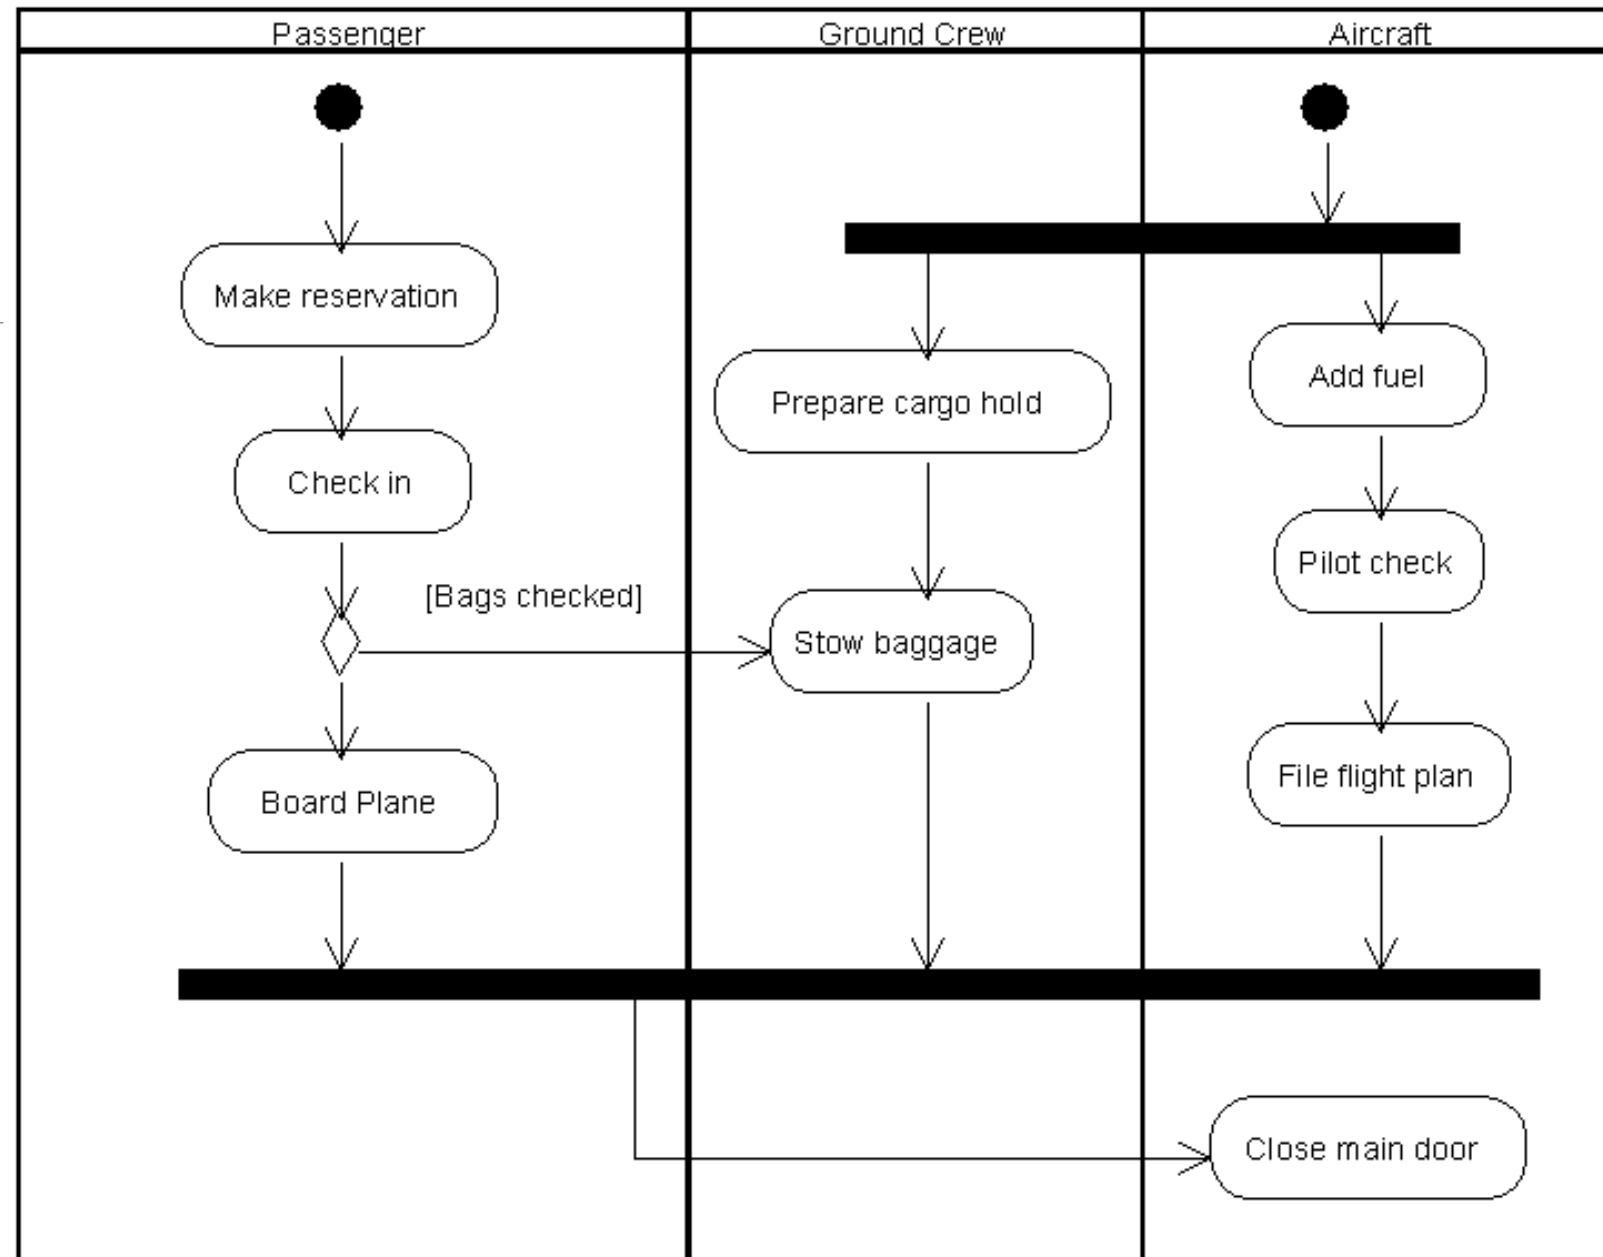 Passenger
Ground Crew
Aircraft
Make reservation
Check in
[Bags checked]
Board Plane
Prepare cargo hold
Stow baggage
Add fuel
Pilot check
File flight plan
Close main door